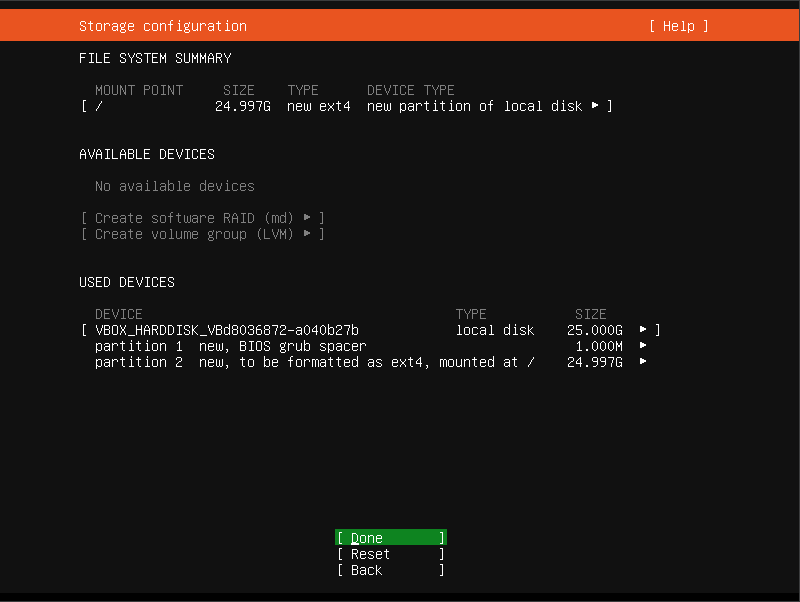 Storage configuration [ Help ]
FILE SYSTEM SUMMARY
MOUNT POINT SIZE TYPE DEVICE TYPE
[ / 24.997G new ext4 new partition of local disk ▸ ]
AVAILABLE DEVICES
No available devices
[ Create software RAID (md) ▸ ]
[ Create volume group (LVM) ▸ ]
USED DEVICES
DEVICE TYPE SIZE
[ VBOX_HARDDISK_VBd8036872-a040b27b local disk 25.000G ▸ ]
partition 1 new, BIOS grub spacer 1.000M ▸
partition 2 new, to be formatted as ext4, mounted at / 24.997G ▸
[ Done ]
[ Reset ]
[ Back ]